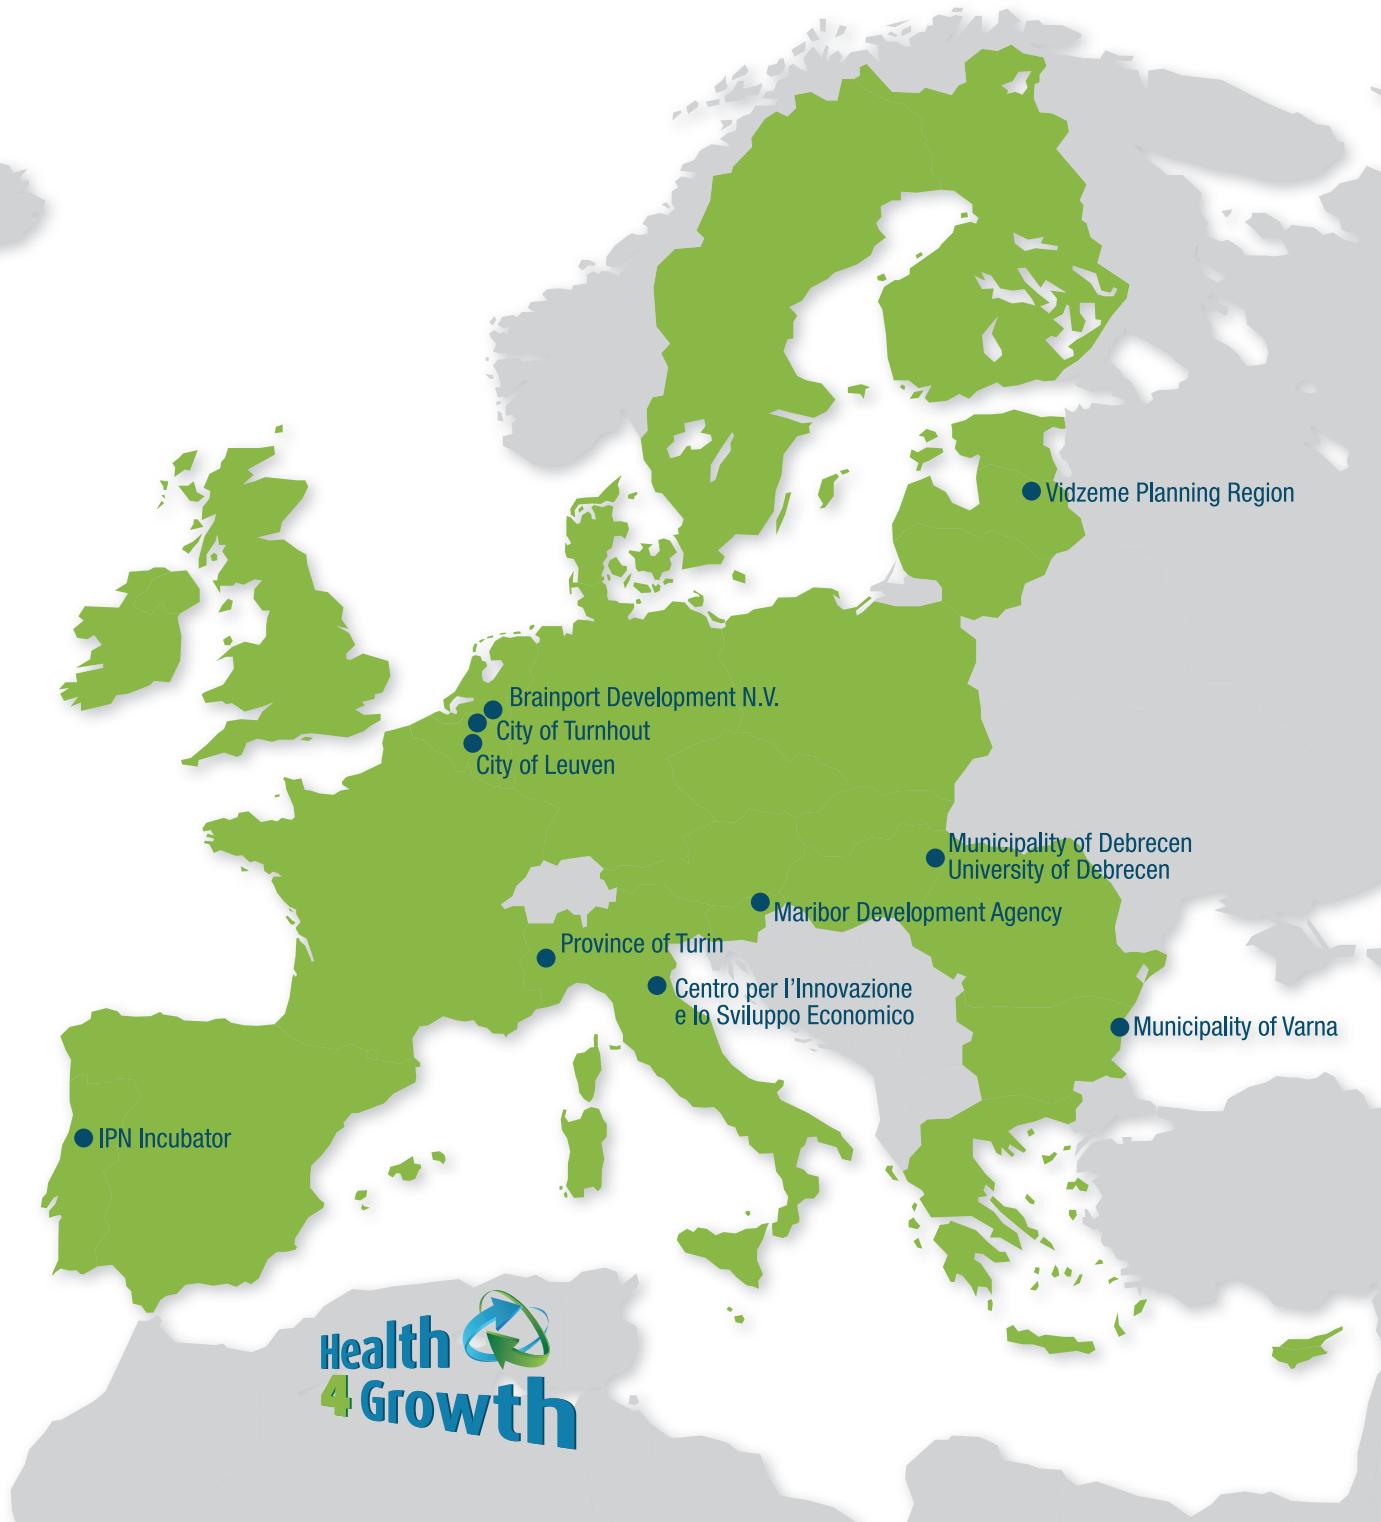 Vidzeme Planning Region
Brainport Development N.V.
City of Turnhout
City of Leuven
Municipality of Debrecen
University of Debrecen
Maribor Development Agency
Province of Turin
Centro per l'Innovazione
e lo Sviluppo Economico
Municipality of Varna
IPN Incubator
Health
4 Growth